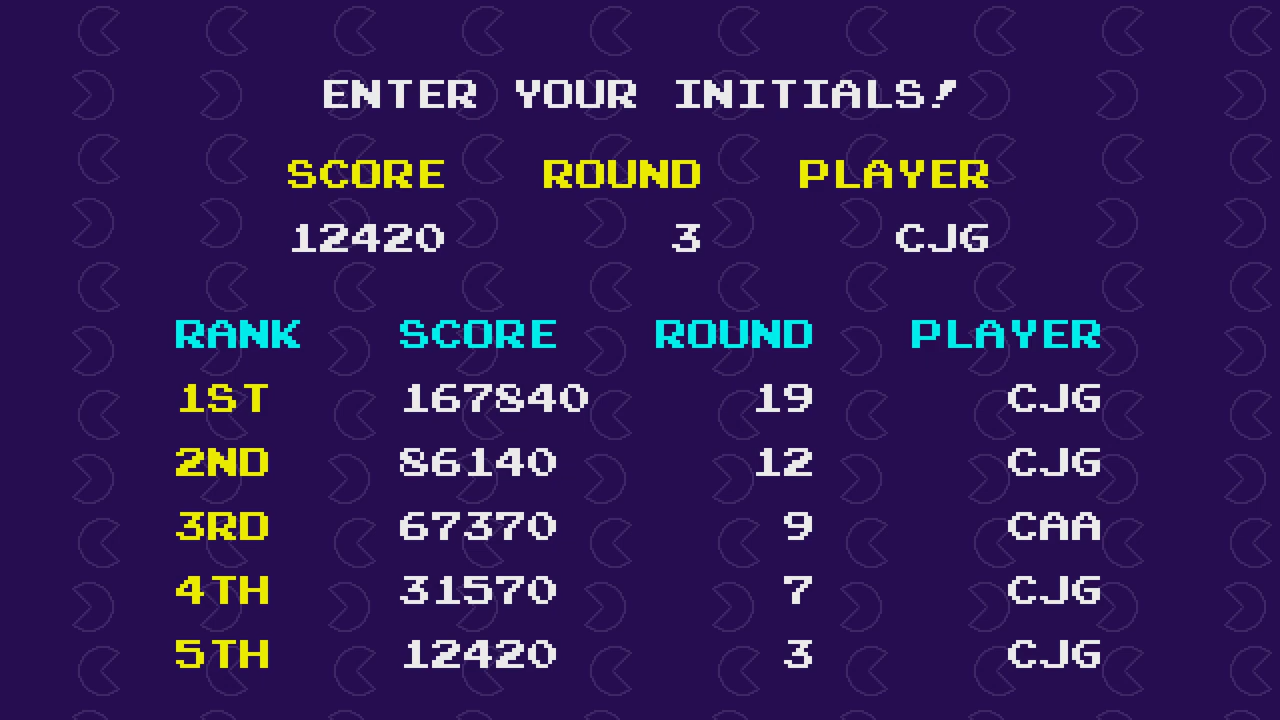 ENTER YOUR INITIALS!
SCORE ROUND PLAYER
12420 3 CJG
RANK SCORE ROUND PLAYER
1ST 167840 19 CJG
2ND 86140 12 CJG
3RD 67370 9 CAA
4TH 31570 7 CJG
5TH 12420 3 CJG